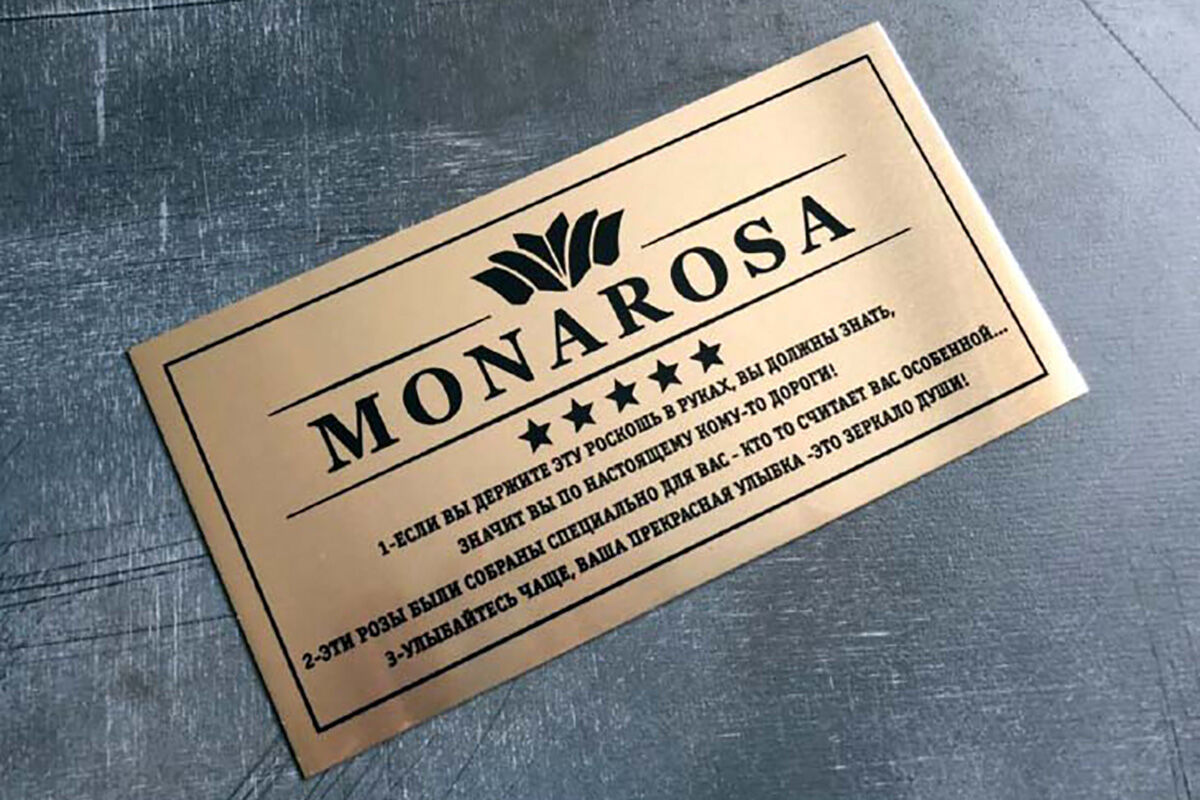 MONAROSA
1-ЕСЛИ ВЫ ДЕРЖИТЕ ЭТУ РОСКОШЬ В РУКАХ, ВЫ ДОЛЖНЫ ЗНАТЬ,
ЗНАЧИТ ВЫ ПО НАСТОЯЩЕМУ КОМУ-ТО ДОРОГИ!
2-ЭТИ РОЗЫ БЫЛИ СОБРАНЫ СПЕЦИАЛЬНО ДЛЯ ВАС - КТО ТО СЧИТАЕТ ВАС ОСОБЕННОЙ...
3-УЛЫБАЙТЕСЬ ЧАЩЕ, ВАША ПРЕКРАСНАЯ УЛЫБКА -ЭТО ЗЕРКАЛО ДУШИ!